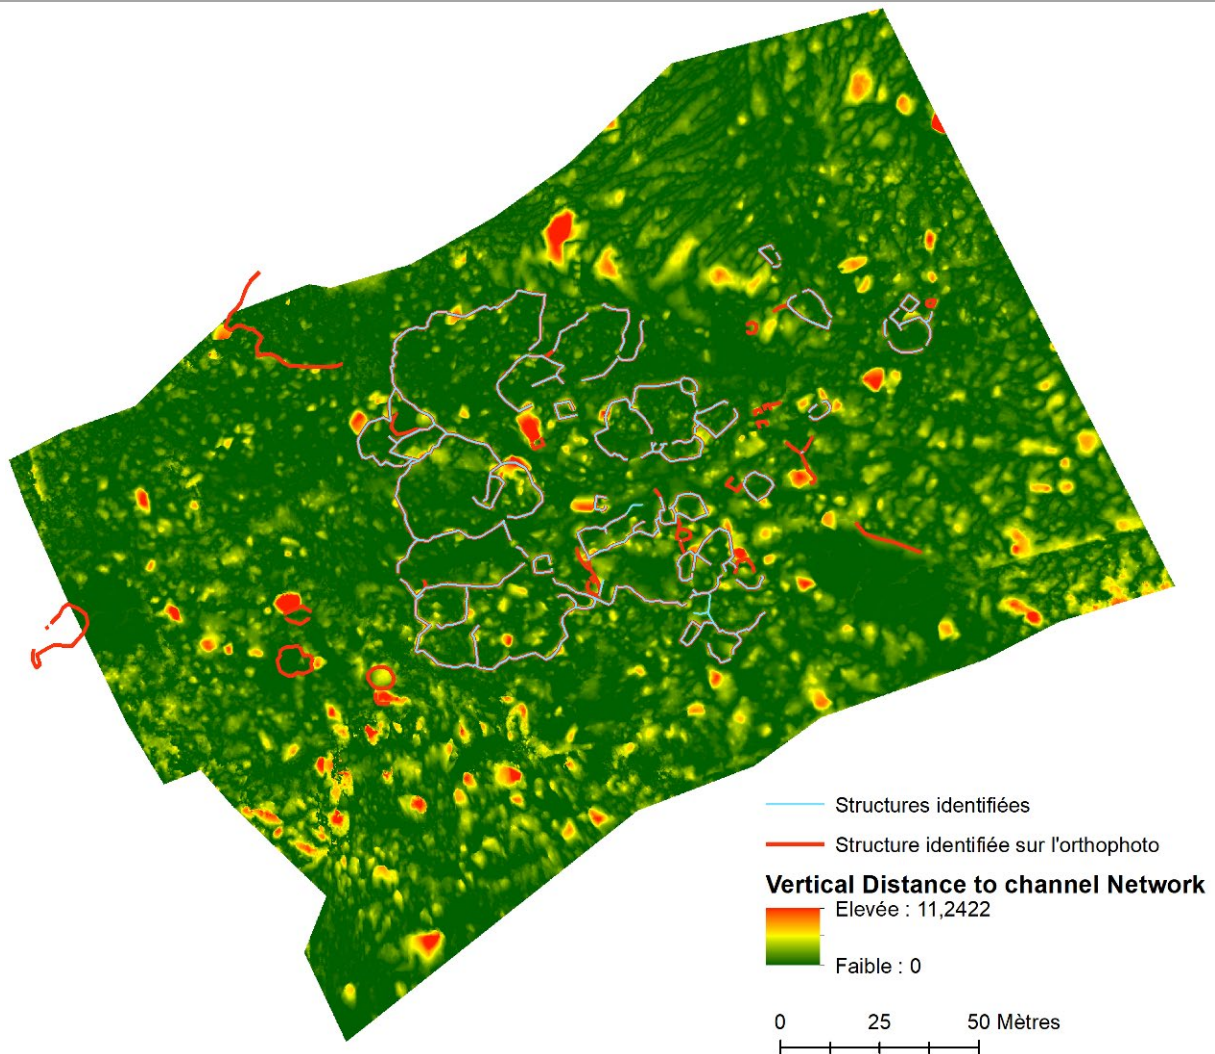 Structures identifiées
Structure identifiée sur l'orthophoto
Vertical Distance to channel Network
Elevée : 11,2422
Faible : 0
0 25 50 Mètres